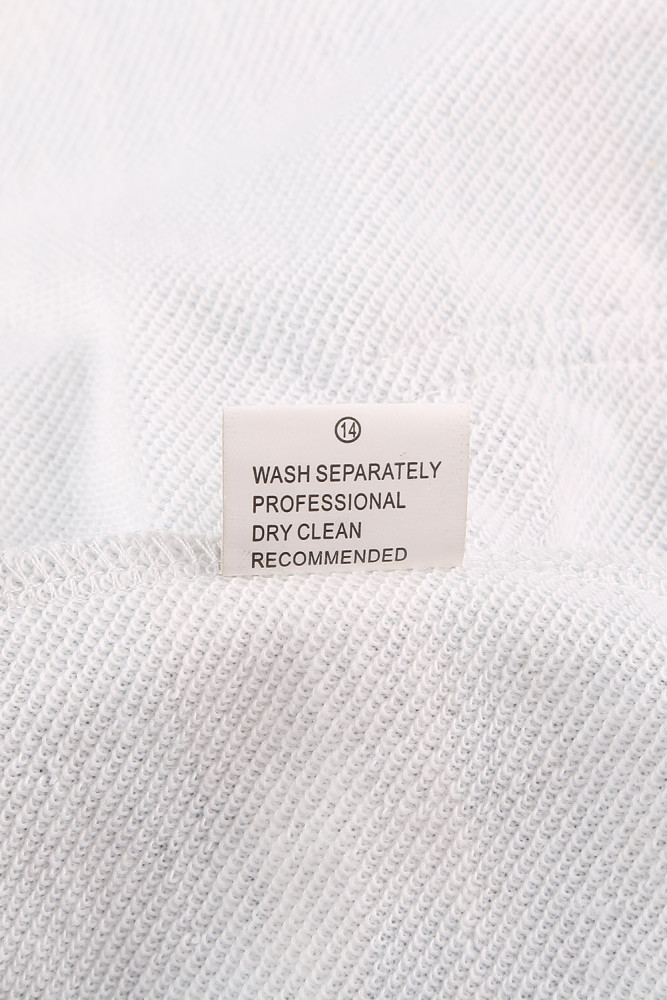 14
WASH SEPARATELY
PROFESSIONAL
DRY CLEAN
RECOMMENDED